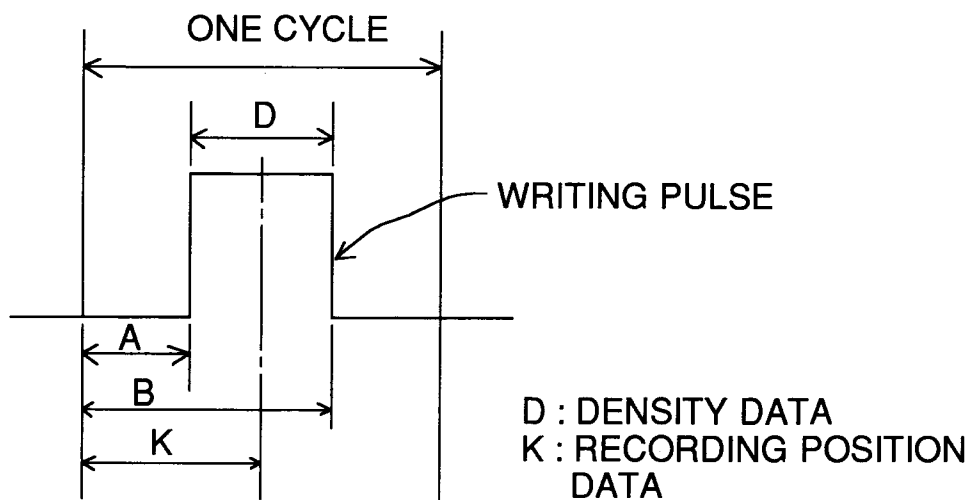 ONE CYCLE
D
WRITING PULSE
A
B
K
D : DENSITY DATA
K : RECORDING POSITION
DATA